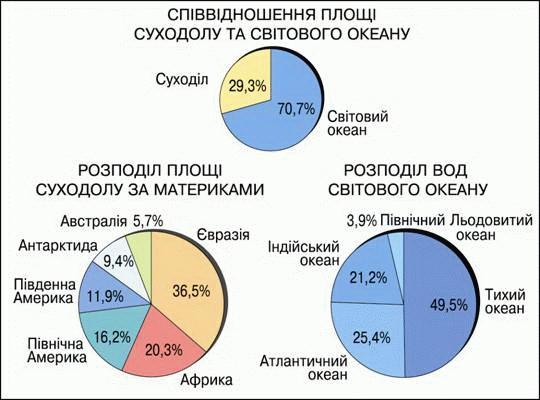 СПІВВІДНОШЕННЯ ПЛОЩІ
СУХОДОЛУ ТА СВІТОВОГО ОКЕАНУ
Суходіл
29,3%
70,7%
Світовий
океан
РОЗПОДІЛ ПЛОЩІ
СУХОДОЛУ ЗА МАТЕРИКАМИ
Австралія 5,7%
Євразія
Антарктида
9,4%
36,5%
Південна
Америка
11,9%
Північна
Америка
16,2%
20,3%
Африка
РОЗПОДІЛ ВОД
СВІТОВОГО ОКЕАНУ
3,9% Північний Льодовитий
океан
Індійський
океан
21,2%
49,5%
Тихий
океан
25,4%
Атлантичний
океан